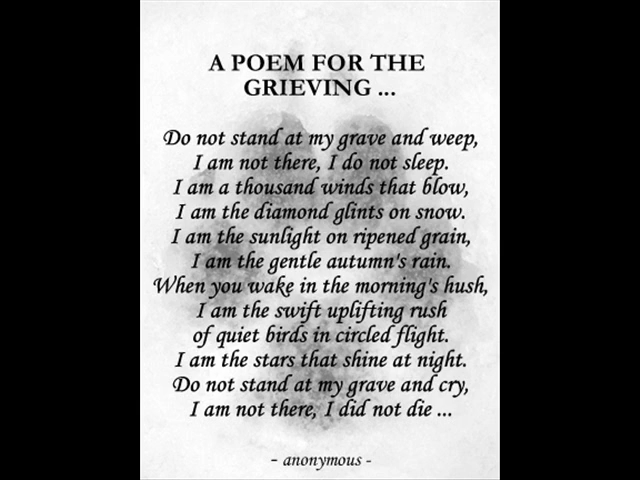 A POEM FOR THE
GRIEVING ...
Do not stand at my grave and weep,
I am not there, I do not sleep.
I am a thousand winds that blow,
I am the diamond glints on snow.
I am the sunlight on ripened grain,
I am the gentle autumn's rain.
When you wake in the morning's hush,
I am the swift uplifting rush
of quiet birds in circled flight.
I am the stars that shine at night.
Do not stand at my grave and cry,
I am not there, I did not die ...
- anonymous -